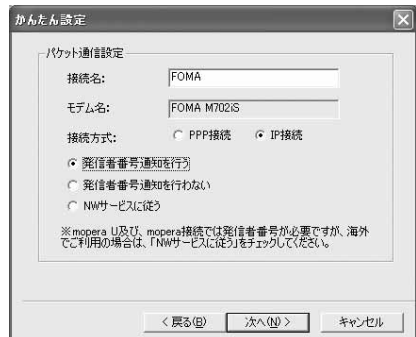 かんたん設定
パケット通信設定
接続名: FOMA
モデム名: FOMA M702iS
接続方式: PPP接続 IP接続
発信者番号通知を行う
発信者番号通知を行わない
NWサービスに従う
※mopera U及び、mopera接続では発信者番号が必要ですが、海外
でご利用の場合は、「NWサービスに従う」をチェックしてください。
< 戻る(B) 次へ(N) > キャンセル